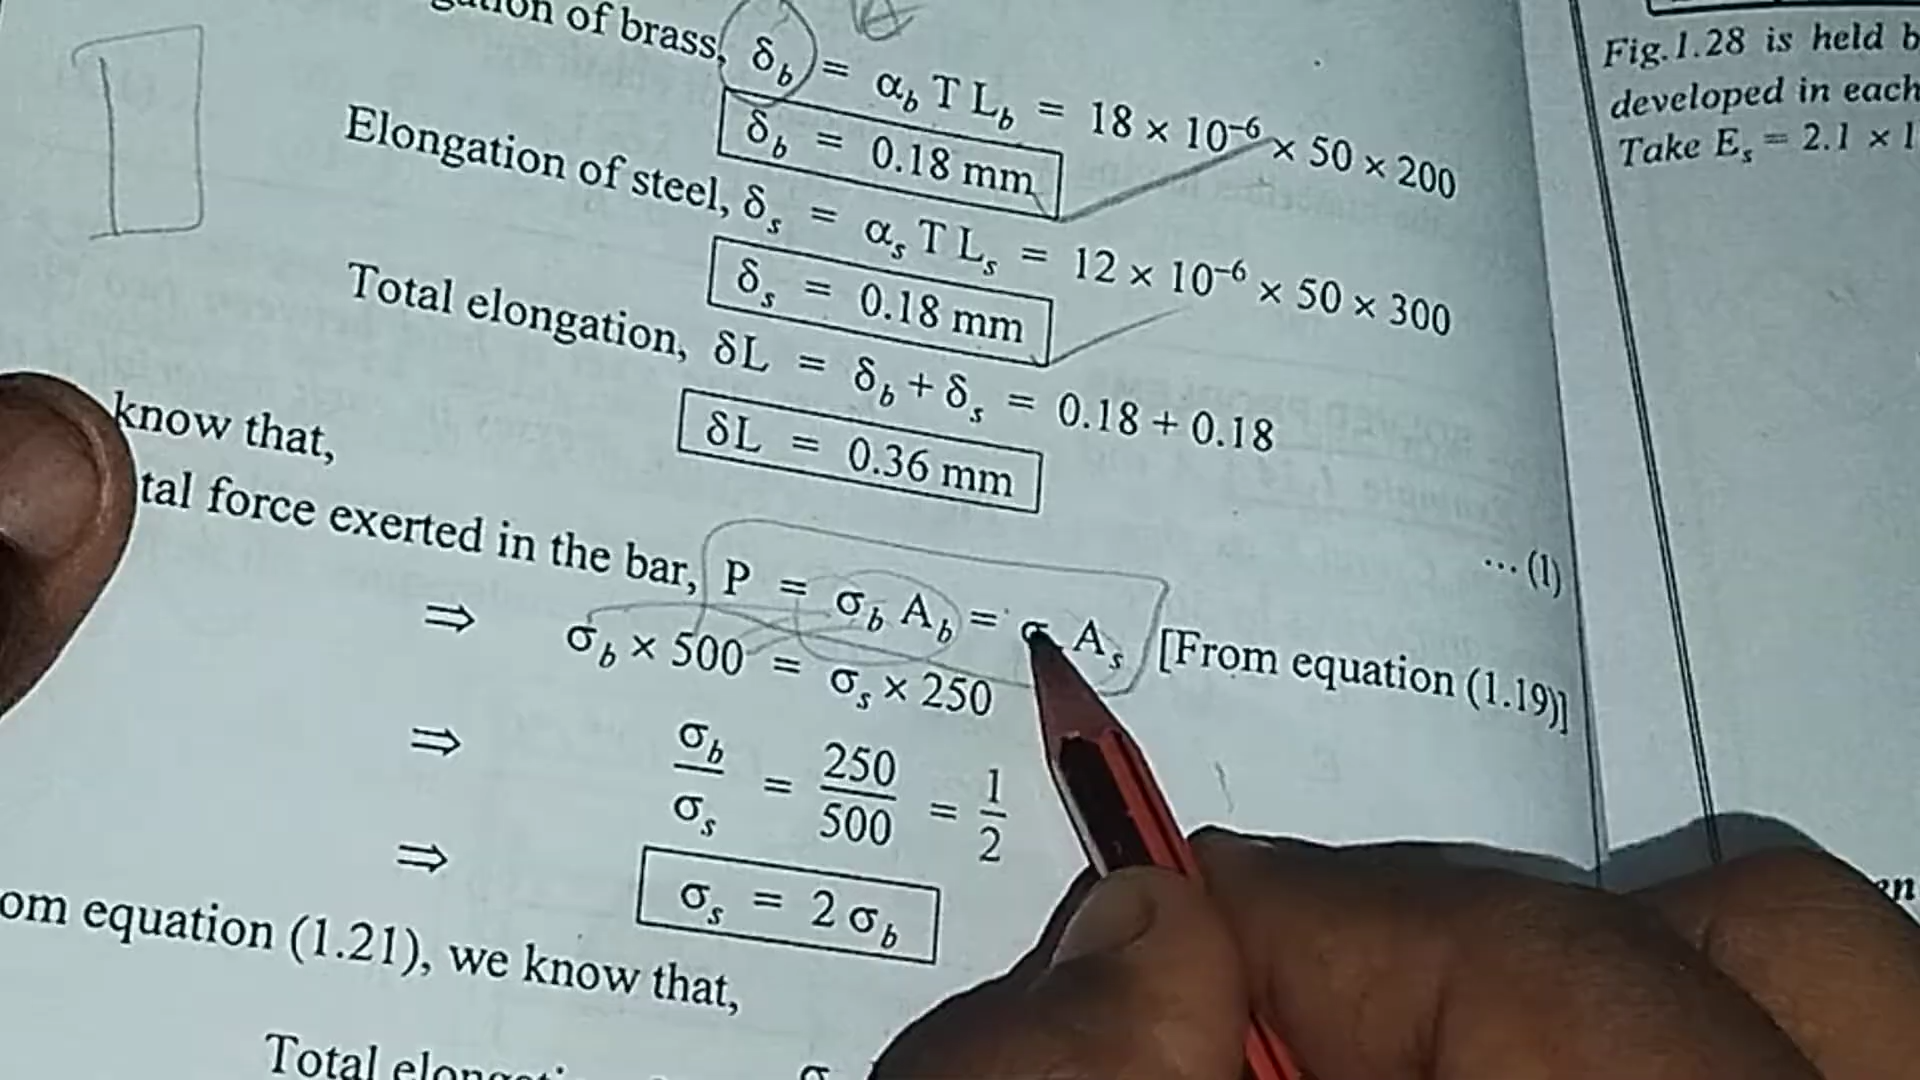 of brass, δb = αb T Lb = 18 × 10⁻⁶ × 50 × 200
δb = 0.18 mm
Elongation of steel, δs = αs T Ls = 12 × 10⁻⁶ × 50 × 300
δs = 0.18 mm
Total elongation, δL = δb + δs = 0.18 + 0.18
δL = 0.36 mm
... (1)
know that,
tal force exerted in the bar, P = σb Ab = σ As [From equation (1.19)]
⇒ σb × 500 = σs × 250
⇒ σb/σs = 250/500 = 1/2
⇒ σs = 2 σb
om equation (1.21), we know that,
Total
Fig.1.28 is held b
developed in each
Take Es = 2.1 × 1